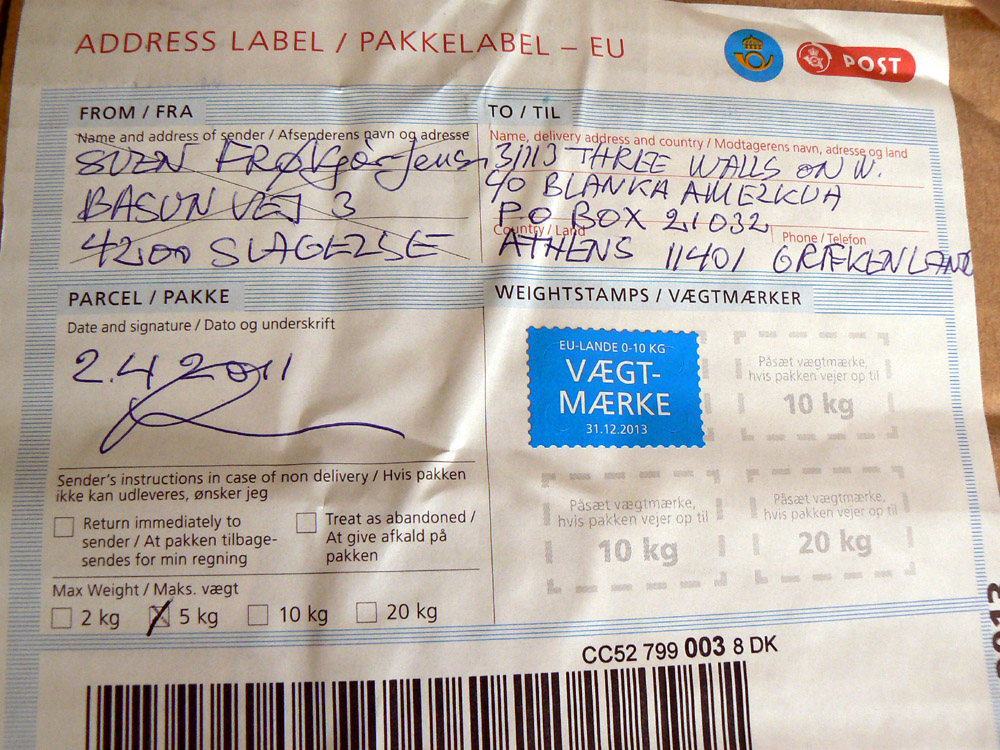 ADDRESS LABEL / PAKKELABEL – EU
POST
FROM / FRA
Name and address of sender / Afsenderens navn og adresse
SVEN FRØKjær Jensen
BASUN VEJ 3
4200 SLAGELSE
TO / TIL
Name, delivery address and country / Modtagerens navn, adresse og land
3/113 THREE WALLS ON W.
40 BLANKA AMERKUA
P.O BOX 21032
Country / Land
Phone / Telefon
ATHENS 11401 GRÆKENLAND
PARCEL / PAKKE
Date and signature / Dato og underskrift
2.4 2011
Sender's instructions in case of non delivery / Hvis pakken
ikke kan udleveres, ønsker jeg
Return immediately to
sender / At pakken tilbage-
sendes for min regning
Treat as abandoned /
At give afkald på
pakken
Max Weight / Maks. vægt
2 kg 5 kg 10 kg 20 kg
WEIGHTSTAMPS / VÆGTMÆRKER
EU-LANDE 0-10 KG
VÆGT-
MÆRKE
31.12.2013
Påsæt vægtmærke,
hvis pakken vejer op til
10 kg
Påsæt vægtmærke,
hvis pakken vejer op til
10 kg
Påsæt vægtmærke,
hvis pakken vejer op til
20 kg
CC52 799 003 8 DK